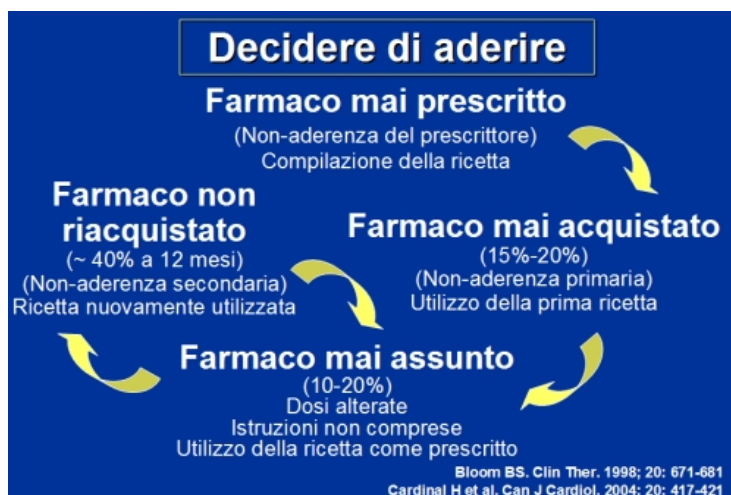 Decidere di aderire
Farmaco mai prescritto
(Non-aderenza del prescrittore)
Compilazione della ricetta
Farmaco non
riacquistato
(~ 40% a 12 mesi)
(Non-aderenza secondaria)
Ricetta nuovamente utilizzata
Farmaco mai acquistato
(15%-20%)
(Non-aderenza primaria)
Utilizzo della prima ricetta
Farmaco mai assunto
(10-20%)
Dosi alterate
Istruzioni non comprese
Utilizzo della ricetta come prescritto
Bloom BS. Clin Ther. 1998; 20: 671-681
Cardinal H et al. Can J Cardiol. 2004; 20: 417-421